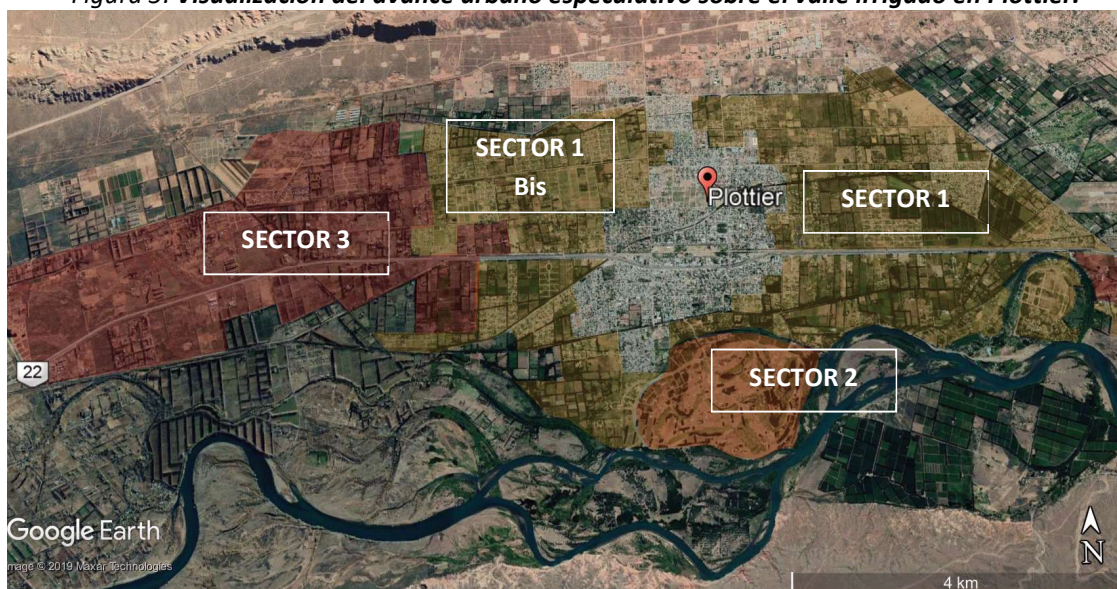 Figura 3: Visualización del avance urbano especulativo sobre el valle irrigado en Plottier.
SECTOR 1
Bis
Plottier
SECTOR 1
SECTOR 3
22
SECTOR 2
Google Earth
mage © 2019 Maxar Technologies
N
4 km